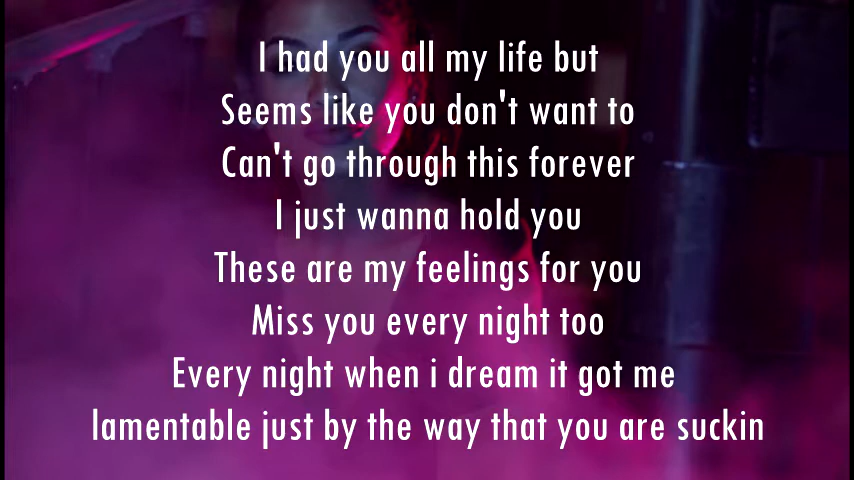 I had you all my life but
Seems like you don't want to
Can't go through this forever
I just wanna hold you
These are my feelings for you
Miss you every night too
Every night when i dream it got me
lamentable just by the way that you are suckin